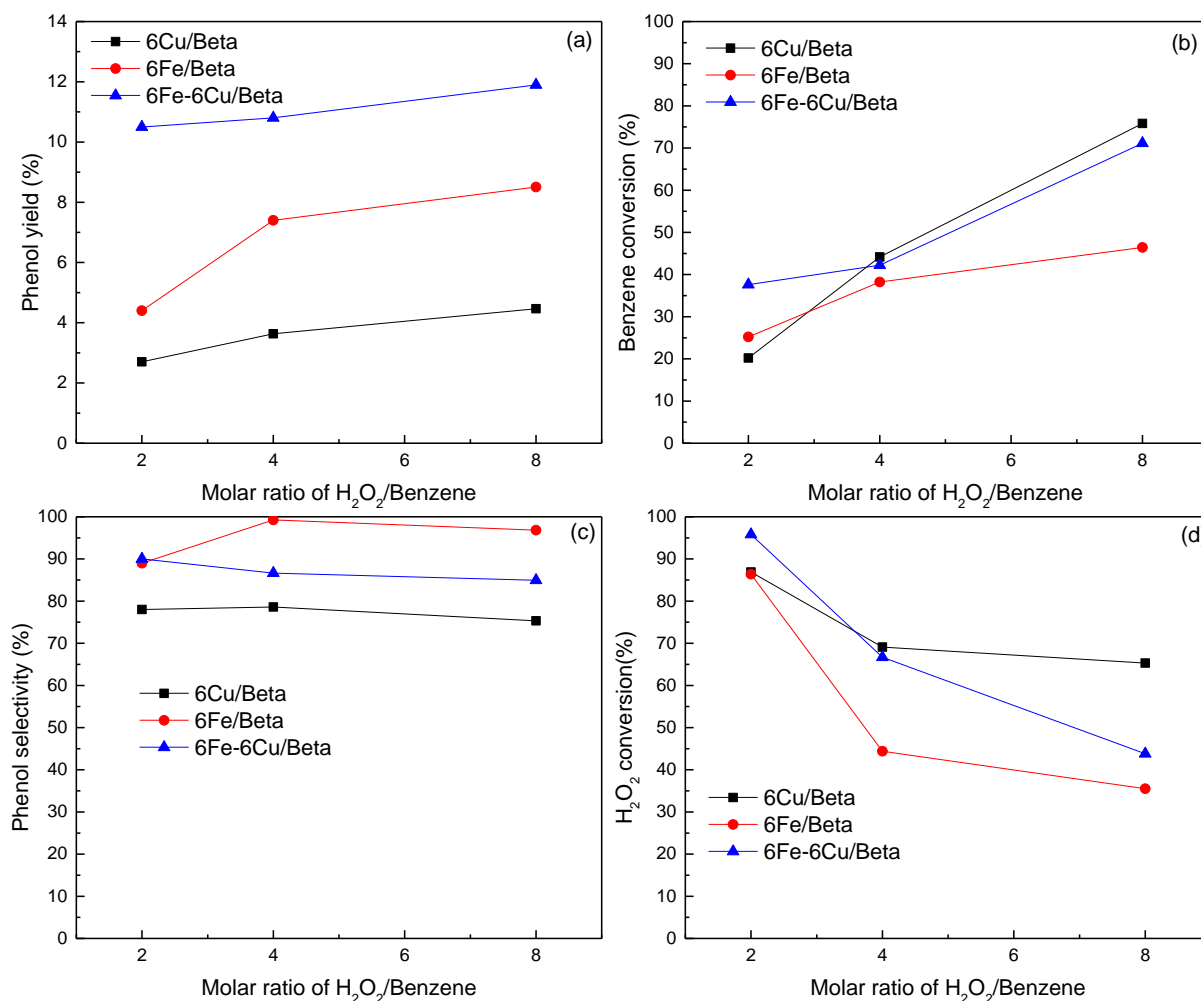 (a)
6Cu/Beta
6Fe/Beta
6Fe-6Cu/Beta
Phenol yield (%)
14
12
10
8
6
4
2
0
2 4 6 8
Molar ratio of H₂O₂/Benzene
(b)
6Cu/Beta
6Fe/Beta
6Fe-6Cu/Beta
Benzene conversion (%)
100
90
80
70
60
50
40
30
20
10
0
2 4 6 8
Molar ratio of H₂O₂/Benzene
(c)
Phenol selectivity (%)
100
90
80
70
60
50
40
30
20
10
0
6Cu/Beta
6Fe/Beta
6Fe-6Cu/Beta
2 4 6 8
Molar ratio of H₂O₂/Benzene
(d)
H₂O₂ conversion(%)
100
90
80
70
60
50
40
30
20
10
0
6Cu/Beta
6Fe/Beta
6Fe-6Cu/Beta
2 4 6 8
Molar ratio of H₂O₂/Benzene